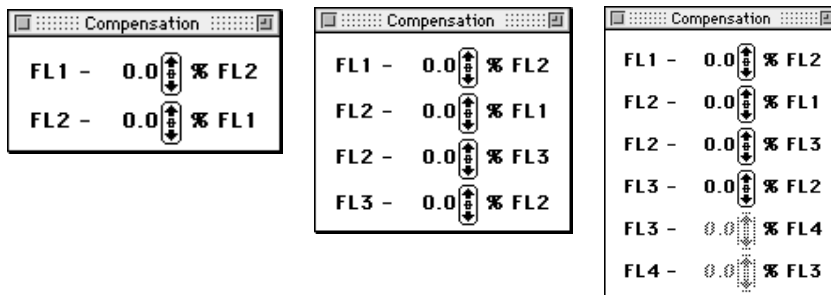 Compensation
FL1 - 0.0 % FL2
FL2 - 0.0 % FL1
Compensation
FL1 - 0.0 % FL2
FL2 - 0.0 % FL1
FL2 - 0.0 % FL3
FL3 - 0.0 % FL2
Compensation
FL1 - 0.0 % FL2
FL2 - 0.0 % FL1
FL2 - 0.0 % FL3
FL3 - 0.0 % FL2
FL3 - 0.0 % FL4
FL4 - 0.0 % FL3